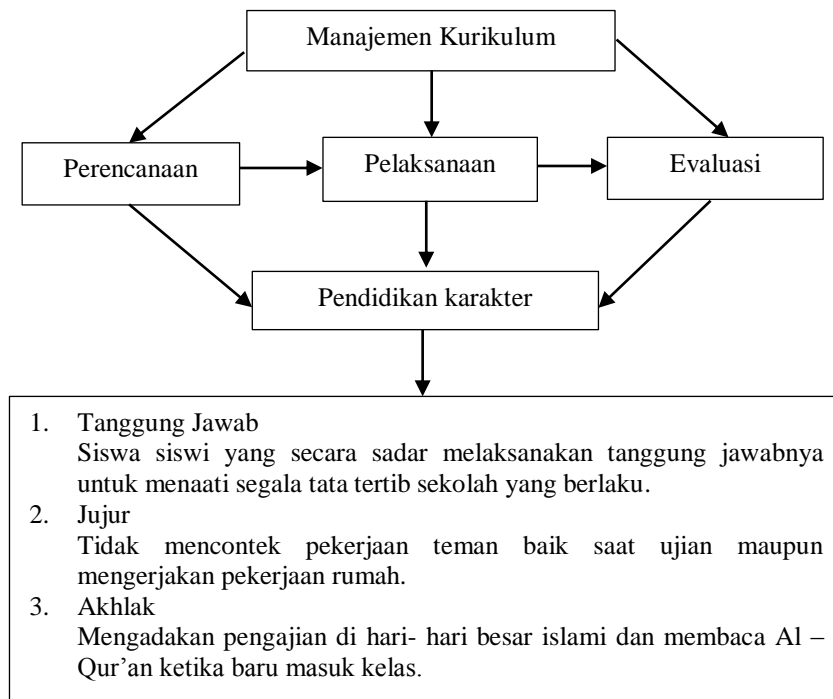 Manajemen Kurikulum
Perencanaan
Pelaksanaan
Evaluasi
Pendidikan karakter
1. Tanggung Jawab
Siswa siswi yang secara sadar melaksanakan tanggung jawabnya
untuk menaati segala tata tertib sekolah yang berlaku.
2. Jujur
Tidak mencontek pekerjaan teman baik saat ujian maupun
mengerjakan pekerjaan rumah.
3. Akhlak
Mengadakan pengajian di hari- hari besar islami dan membaca Al –
Qur’an ketika baru masuk kelas.